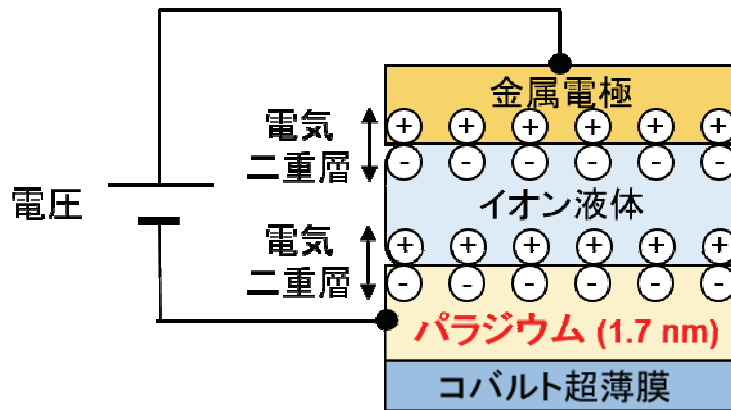 金属電極
電気
二重層
電圧
イオン液体
電気
二重層
パラジウム (1.7 nm)
コバルト超薄膜
+ + + + + +
- - - - - -
+ + + + + +
- - - - - -